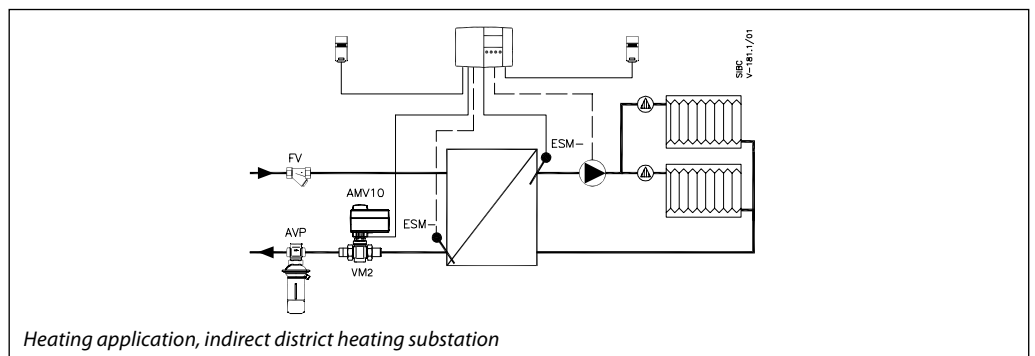 SIBC
V-181.1/01
ESM-
FV
AMV10
ESM-
AVP
VM2
Heating application, indirect district heating substation